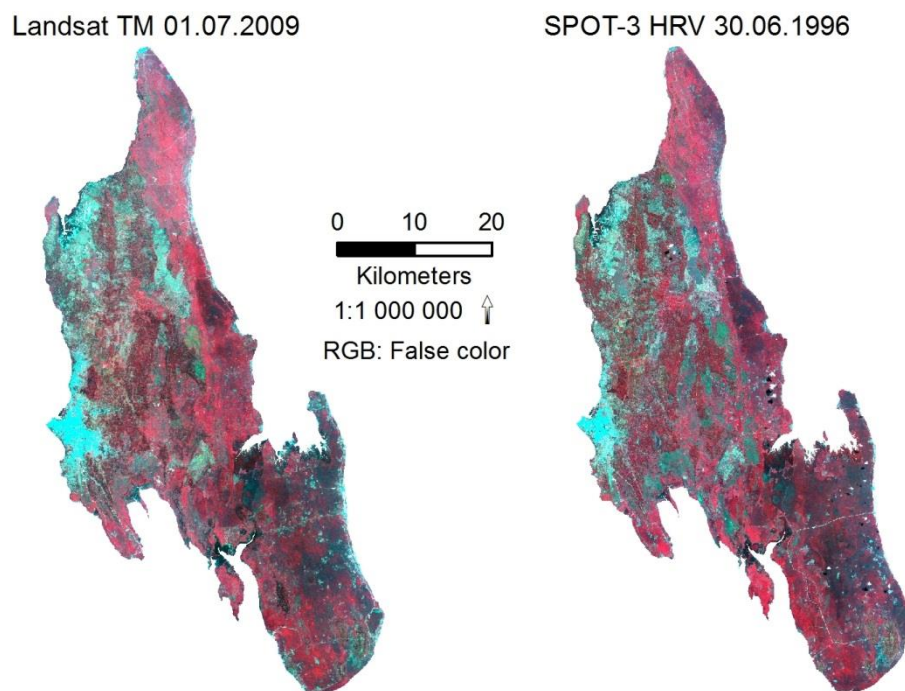 Landsat TM 01.07.2009
SPOT-3 HRV 30.06.1996
0 10 20
Kilometers
1:1 000 000
RGB: False color